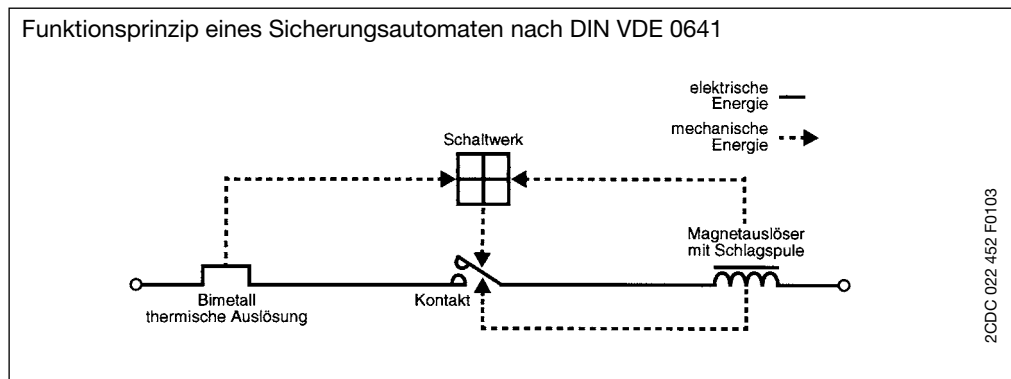 Funktionsprinzip eines Sicherungsautomaten nach DIN VDE 0641
elektrische
Energie
mechanische
Energie
Schaltwerk
Magnetauslöser
mit Schlagspule
Bimetall
thermische Auslösung
Kontakt
2CDC 022 452 F0103